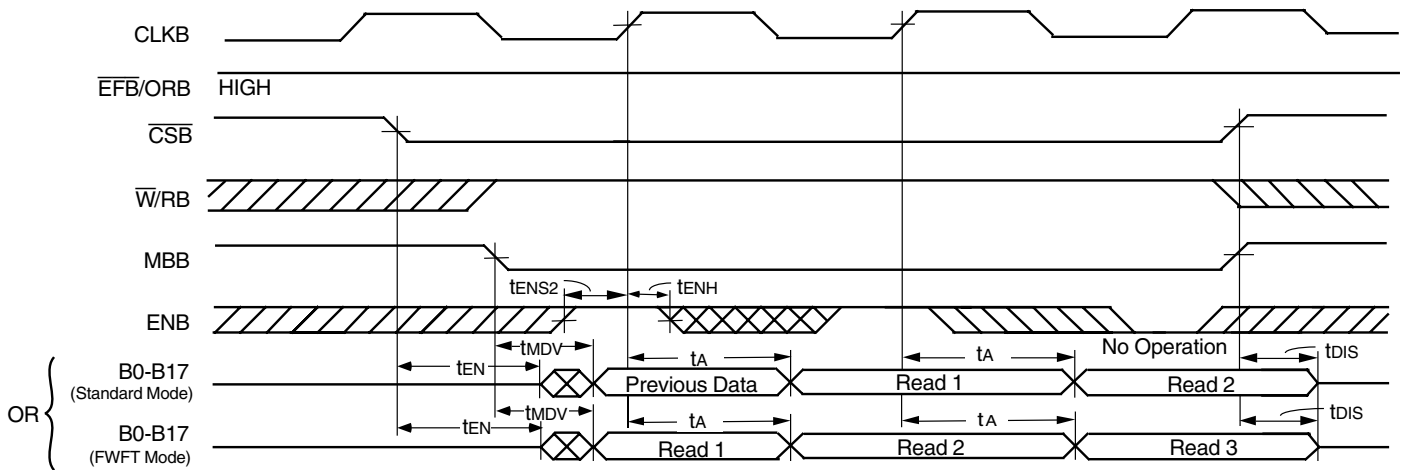 CLKB
EFB/ORB HIGH
CSB
W/RB
MBB
tENS2 tENH
ENB
No Operation
tMDV tA tA tDIS
tEN
B0-B17
(Standard Mode)
Previous Data Read 1 Read 2
OR
tMDV tA tA tDIS
tEN
B0-B17
(FWFT Mode)
Read 1 Read 2 Read 3